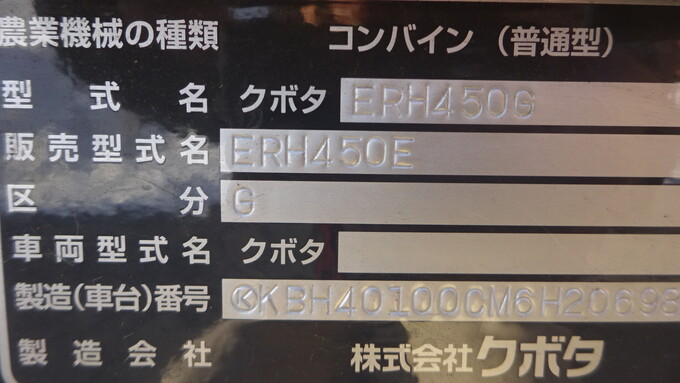 農業機械の種類 コンバイン (普通型)
型式名 クボタ ERH450G
販売型式名 ERH450E
区分 G
車両型式名 クボタ
製造(車台)番号 ⓀKBH40100CM6H20698
製造会社 株式会社クボタ